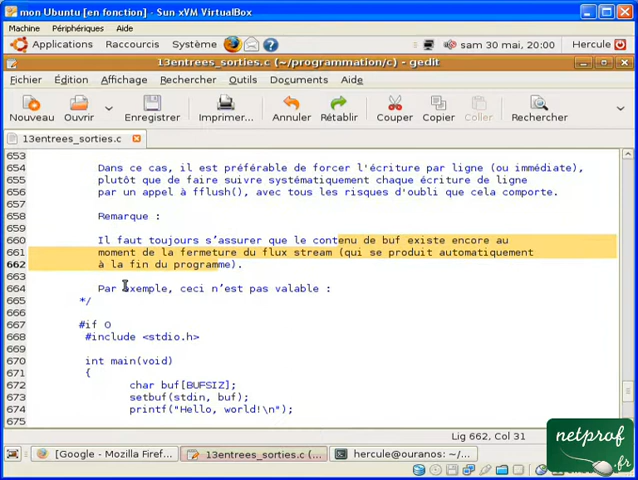 mon Ubuntu [en fonction] - Sun xVM VirtualBox
Machine Périphériques Aide
Applications Raccourcis Système sam 30 mai, 20:00 Hercule
13entrees_sorties.c (~/programmation/c) - gedit
Fichier Édition Affichage Rechercher Outils Documents Aide
Nouveau Ouvrir Enregistrer Imprimer... Annuler Rétablir Couper Copier Coller Rechercher
13entrees_sorties.c
653
654 Dans ce cas, il est préférable de forcer l'écriture par ligne (ou immédiate),
655 plutôt que de faire suivre systématiquement chaque écriture de ligne
656 par un appel à fflush(), avec tous les risques d'oubli que cela comporte.
657
658 Remarque :
659
660 Il faut toujours s’assurer que le contenu de buf existe encore au
661 moment de la fermeture du flux stream (qui se produit automatiquement
662 à la fin du programme).
663
664 Par exemple, ceci n’est pas valable :
665 */
666
667 #if 0
668 #include <stdio.h>
669
670 int main(void)
671 {
672 char buf[BUFSIZ];
673 setbuf(stdin, buf);
674 printf("Hello, world!\n");
675
Lig 662, Col 31
[Google - Mozilla Firef... 13entrees_sorties.c (~... hercule@ouranos: ~/...
netprof
.fr